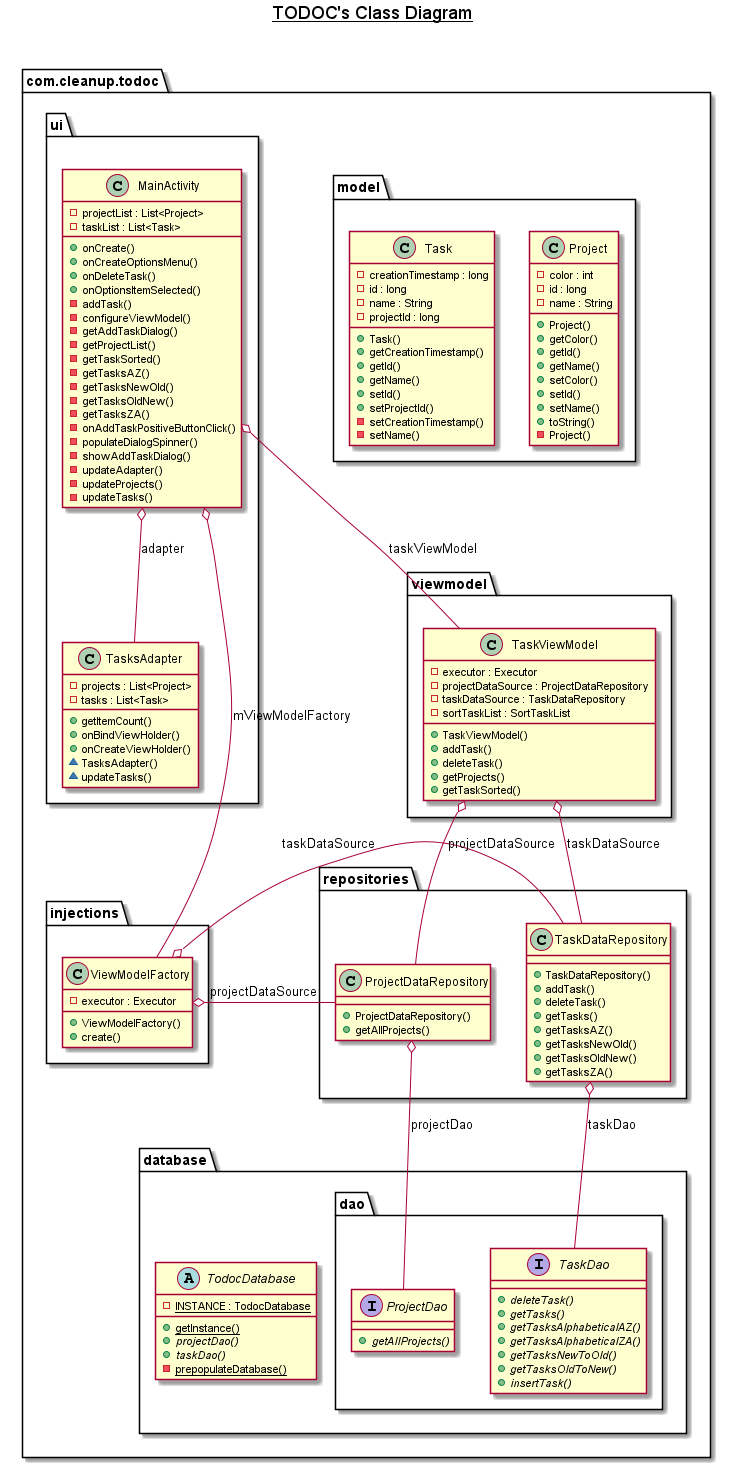 TODOC's Class Diagram
com.cleanup.todoc
ui
C MainActivity
projectList : List<Project>
taskList : List<Task>
onCreate()
onCreateOptionsMenu()
onDeleteTask()
onOptionsItemSelected()
addTask()
configureViewModel()
getAddTaskDialog()
getProjectList()
getTaskSorted()
getTasksAZ()
getTasksNewOld()
getTasksOldNew()
getTasksZA()
onAddTaskPositiveButtonClick()
populateDialogSpinner()
showAddTaskDialog()
updateAdapter()
updateProjects()
updateTasks()
model
C Task
creationTimestamp : long
id : long
name : String
projectId : long
Task()
getCreationTimestamp()
getId()
getName()
setId()
setProjectId()
setCreationTimestamp()
setName()
C Project
color : int
id : long
name : String
Project()
getColor()
getId()
getName()
setColor()
setId()
setName()
toString()
Project()
adapter
taskViewModel
C TasksAdapter
projects : List<Project>
tasks : List<Task>
getItemCount()
onBindViewHolder()
onCreateViewHolder()
TasksAdapter()
updateTasks()
mViewModelFactory
viewmodel
C TaskViewModel
executor : Executor
projectDataSource : ProjectDataRepository
taskDataSource : TaskDataRepository
sortTaskList : SortTaskList
TaskViewModel()
addTask()
deleteTask()
getProjects()
getTaskSorted()
taskDataSource
projectDataSource
taskDataSource
injections
C ViewModelFactory
executor : Executor
ViewModelFactory()
create()
projectDataSource
repositories
C ProjectDataRepository
ProjectDataRepository()
getAllProjects()
C TaskDataRepository
TaskDataRepository()
addTask()
deleteTask()
getTasks()
getTasksAZ()
getTasksNewOld()
getTasksOldNew()
getTasksZA()
projectDao
taskDao
database
A TodocDatabase
INSTANCE : TodocDatabase
getInstance()
projectDao()
taskDao()
prepopulateDatabase()
dao
I ProjectDao
getAllProjects()
I TaskDao
deleteTask()
getTasks()
getTasksAlphabeticalAZ()
getTasksAlphabeticalZA()
getTasksNewToOld()
getTasksOldToNew()
insertTask()